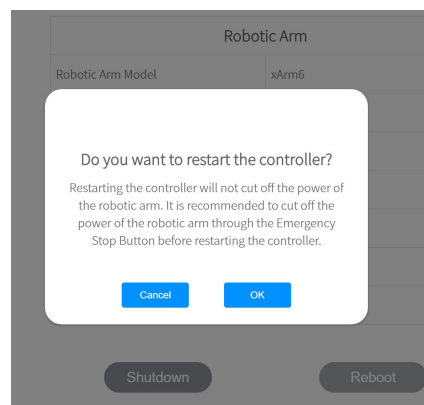 Robotic Arm
Robotic Arm Model xArm6
Do you want to restart the controller?
Restarting the controller will not cut off the power of
the robotic arm. It is recommended to cut off the
power of the robotic arm through the Emergency
Stop Button before restarting the controller.
Cancel OK
Shutdown Reboot